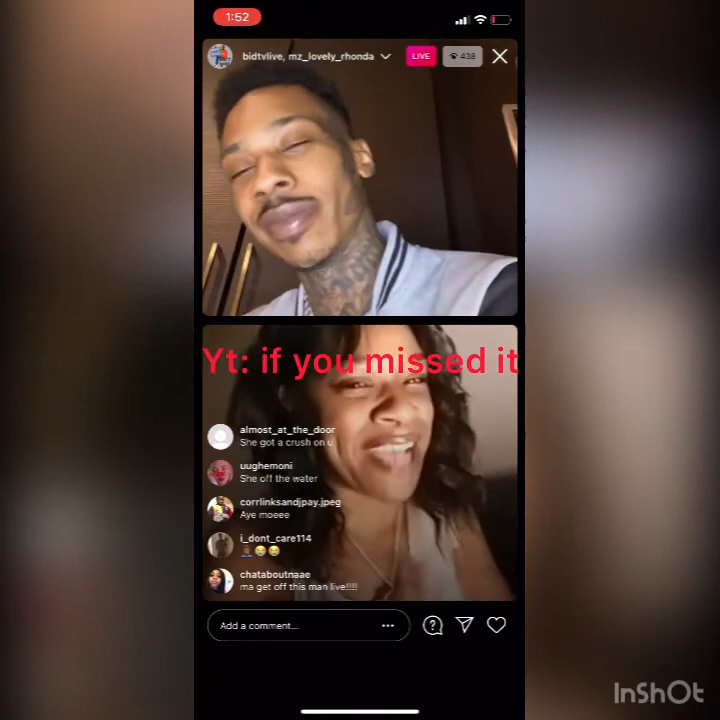 1:52
bidtvlive, mz_lovely_rhonda
LIVE
438
Yt: if you missed it
almost_at_the_door
She got a crush on u
uughemoni
She off the water
corrlinksandjpay.jpeg
Aye moeee
i_dont_care114
chataboutnaae
ma get off this man live!!!!
Add a comment...
InShOt